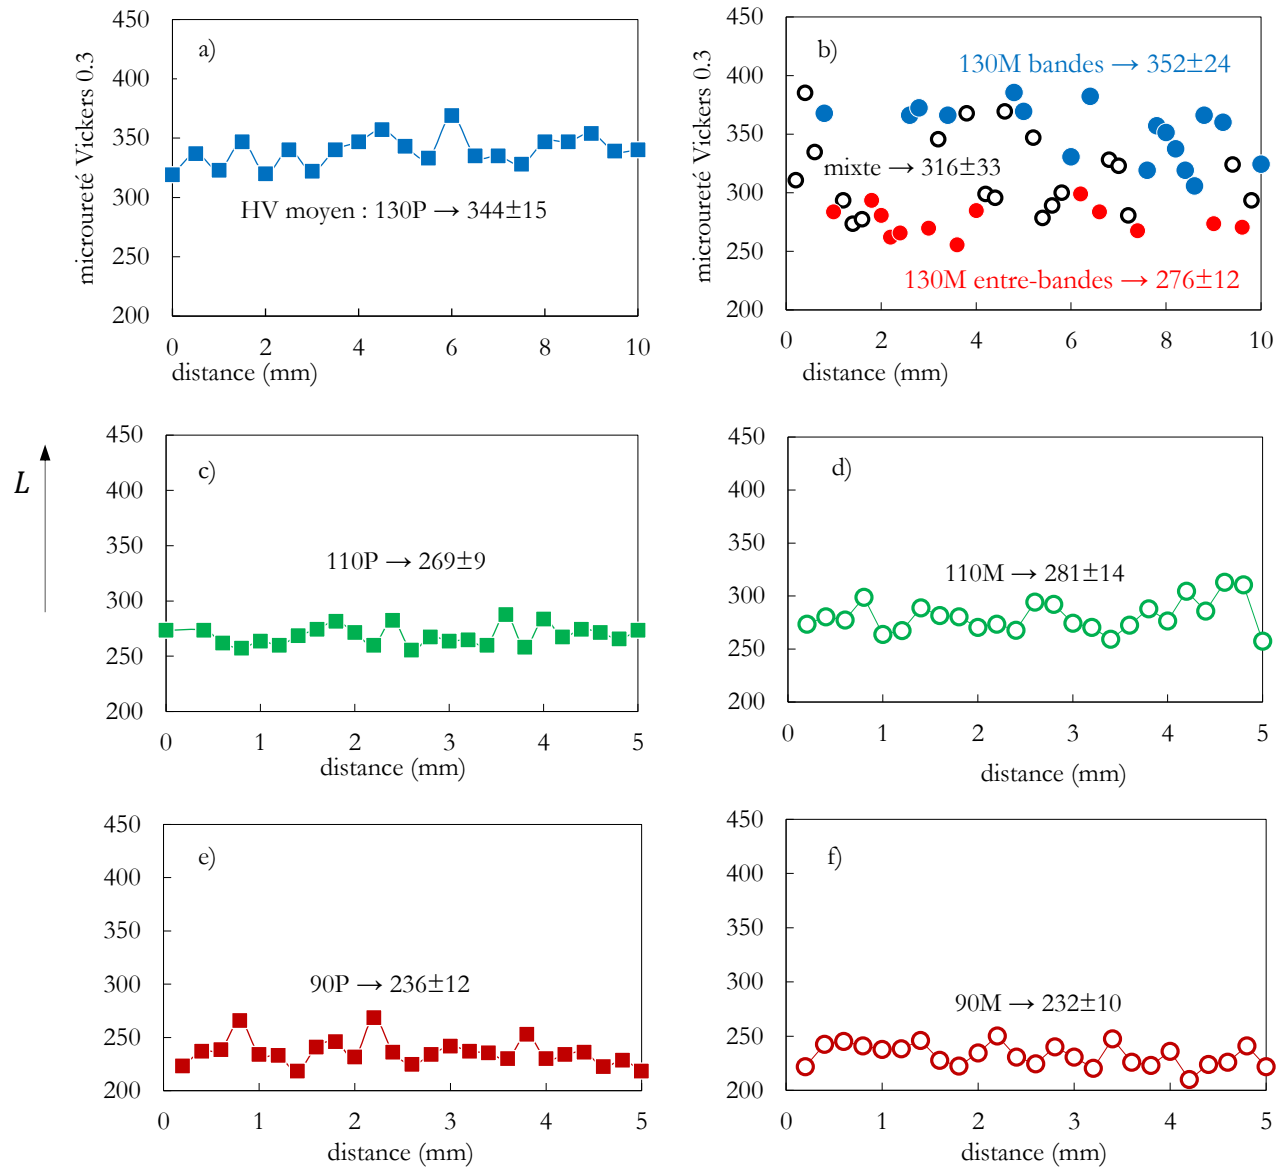 450
400
350
300
250
200
microureté Vickers 0.3
a)
HV moyen : 130P → 344±15
0 2 4 6 8 10
distance (mm)
450
400
350
300
250
200
microureté Vickers 0.3
b)
130M bandes → 352±24
mixte → 316±33
130M entre-bandes → 276±12
0 2 4 6 8 10
distance (mm)
L
450
400
350
300
250
200
c)
110P → 269±9
0 1 2 3 4 5
distance (mm)
450
400
350
300
250
200
d)
110M → 281±14
0 1 2 3 4 5
distance (mm)
450
400
350
300
250
200
e)
90P → 236±12
0 1 2 3 4 5
distance (mm)
450
400
350
300
250
200
f)
90M → 232±10
0 1 2 3 4 5
distance (mm)